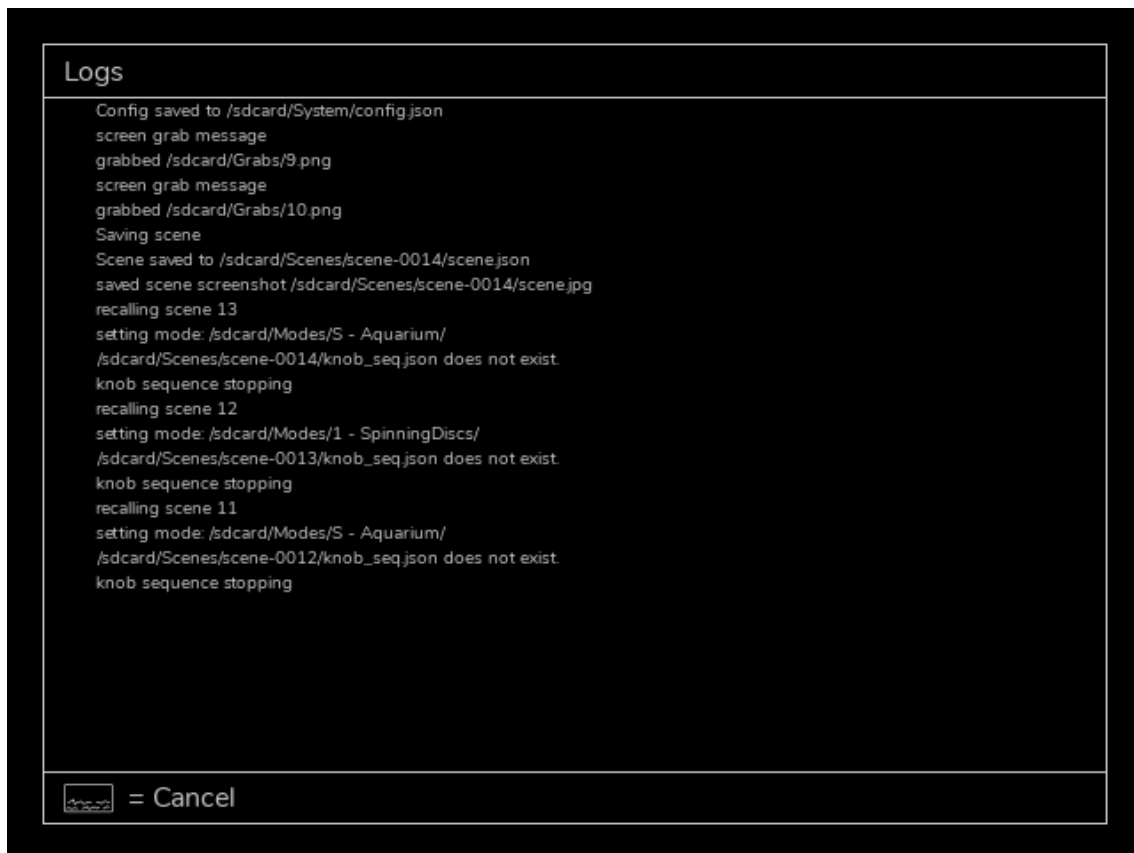 Logs
Config saved to /sdcard/System/config.json
screen grab message
grabbed /sdcard/Grabs/9.png
screen grab message
grabbed /sdcard/Grabs/10.png
Saving scene
Scene saved to /sdcard/Scenes/scene-0014/scene.json
saved scene screenshot /sdcard/Scenes/scene-0014/scene.jpg
recalling scene 13
setting mode: /sdcard/Modes/S - Aquarium/
/sdcard/Scenes/scene-0014/knob_seq.json does not exist.
knob sequence stopping
recalling scene 12
setting mode: /sdcard/Modes/1 - SpinningDiscs/
/sdcard/Scenes/scene-0013/knob_seq.json does not exist.
knob sequence stopping
recalling scene 11
setting mode: /sdcard/Modes/S - Aquarium/
/sdcard/Scenes/scene-0012/knob_seq.json does not exist.
knob sequence stopping
= Cancel